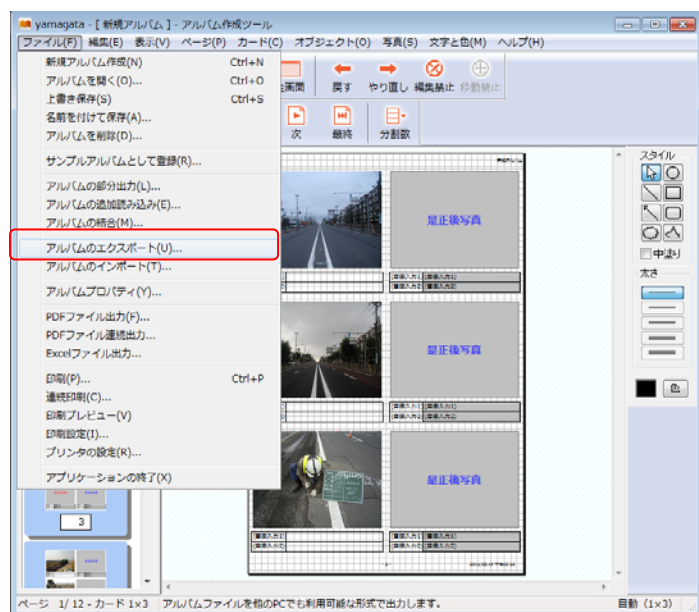 yamagata - [ 新規アルバム ] - アルバム作成ツール
ファイル(F) 編集(E) 表示(V) ページ(P) カード(C) オブジェクト(O) 写真(S) 文字と色(M) ヘルプ(H)
新規アルバム作成(N) Ctrl+N
アルバムを開く(O)... Ctrl+O
上書き保存(S) Ctrl+S
名前を付けて保存(A)...
アルバムを削除(D)...
サンプルアルバムとして登録(R)...
アルバムの部分出力(L)...
アルバムの追加読み込み(E)...
アルバムの結合(M)...
アルバムのエクスポート(U)...
アルバムのインポート(T)...
アルバムプロパティ(Y)...
PDFファイル出力(F)...
PDFファイル連続出力...
Excelファイル出力...
印刷(P)... Ctrl+P
連続印刷(C)...
印刷プレビュー(V)
印刷設定(I)...
プリンタの設定(R)...
アプリケーションの終了(X)
画面 戻す やり直し 編集禁止 移動禁止
次 最終 分割数
是正後写真
是正後写真
是正後写真
スタイル
中塗り
太さ
3
ページ 1/ 12 - カード 1×3 アルバムファイルを他のPCでも利用可能な形式で出力します。 自動 (1×3)